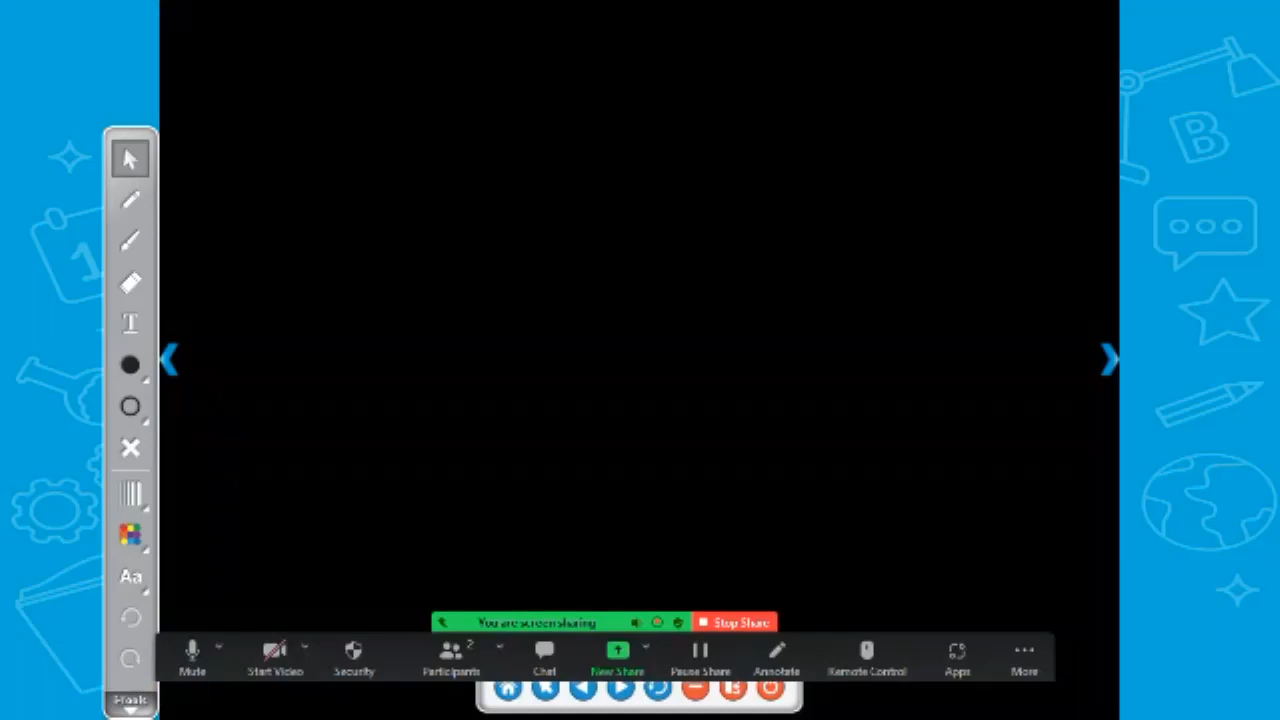 B
1
T
Aa
You are screen sharing
Stop Share
2
Mute
Start Video
Security
Participants
Chat
New Share
Pause Share
Annotate
Remote Control
Apps
More